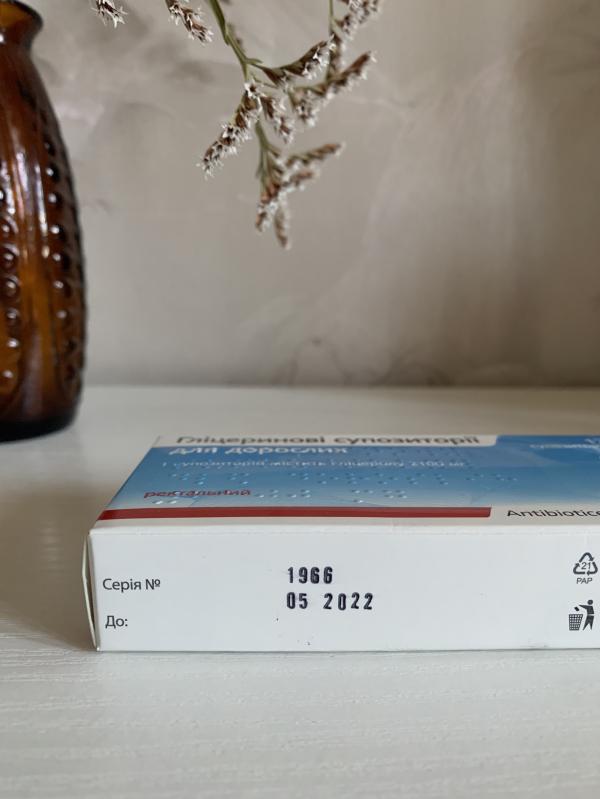 Гліцеринові супозиторії
для дорослих
1 супозиторій містить гліцерину 2100 мг
ректальний
Antibiotice
Серія № 1966
До: 05 2022
21
PAP